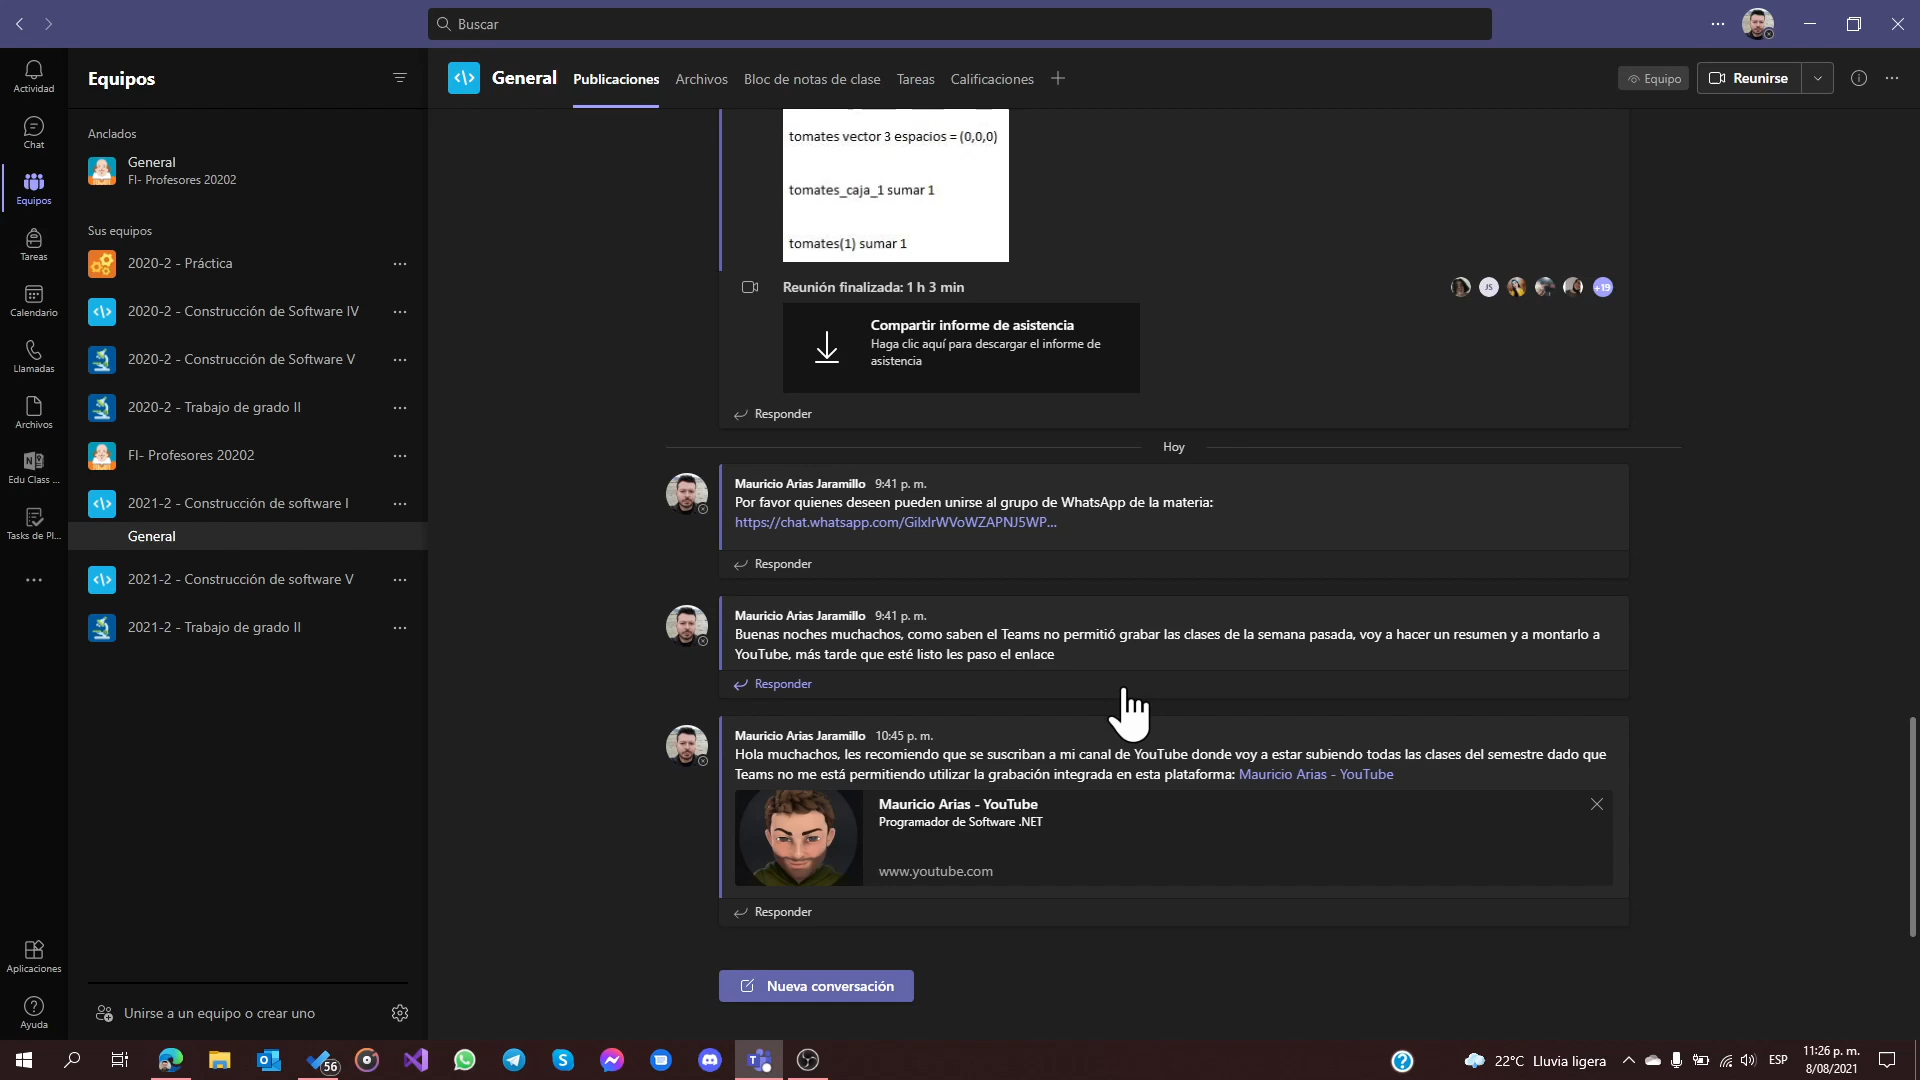 Buscar
Actividad
Chat
Equipos
Tareas
Calendario
Llamadas
Archivos
Edu Class ...
Tasks de Pl...
Aplicaciones
Ayuda
Equipos
Anclados
General
FI- Profesores 20202
Sus equipos
2020-2 - Práctica
2020-2 - Construcción de Software IV
2020-2 - Construcción de Software V
2020-2 - Trabajo de grado II
FI- Profesores 20202
2021-2 - Construcción de software I
General
2021-2 - Construcción de software V
2021-2 - Trabajo de grado II
Unirse a un equipo o crear uno
General Publicaciones Archivos Bloc de notas de clase Tareas Calificaciones
Equipo Reunirse
tomates vector 3 espacios = (0,0,0)
tomates_caja_1 sumar 1
tomates(1) sumar 1
Reunión finalizada: 1 h 3 min
JS +19
Compartir informe de asistencia
Haga clic aquí para descargar el informe de
asistencia
Responder
Hoy
Mauricio Arias Jaramillo 9:41 p. m.
Por favor quienes deseen pueden unirse al grupo de WhatsApp de la materia:
https://chat.whatsapp.com/GilxlrWVoWZAPNJ5WP...
Responder
Mauricio Arias Jaramillo 9:41 p. m.
Buenas noches muchachos, como saben el Teams no permitió grabar las clases de la semana pasada, voy a hacer un resumen y a montarlo a
YouTube, más tarde que esté listo les paso el enlace
Responder
Mauricio Arias Jaramillo 10:45 p. m.
Hola muchachos, les recomiendo que se suscriban a mi canal de YouTube donde voy a estar subiendo todas las clases del semestre dado que
Teams no me está permitiendo utilizar la grabación integrada en esta plataforma: Mauricio Arias - YouTube
Mauricio Arias - YouTube
Programador de Software .NET
www.youtube.com
Responder
Nueva conversación
56
22°C Lluvia ligera
ESP
11:26 p. m.
8/08/2021